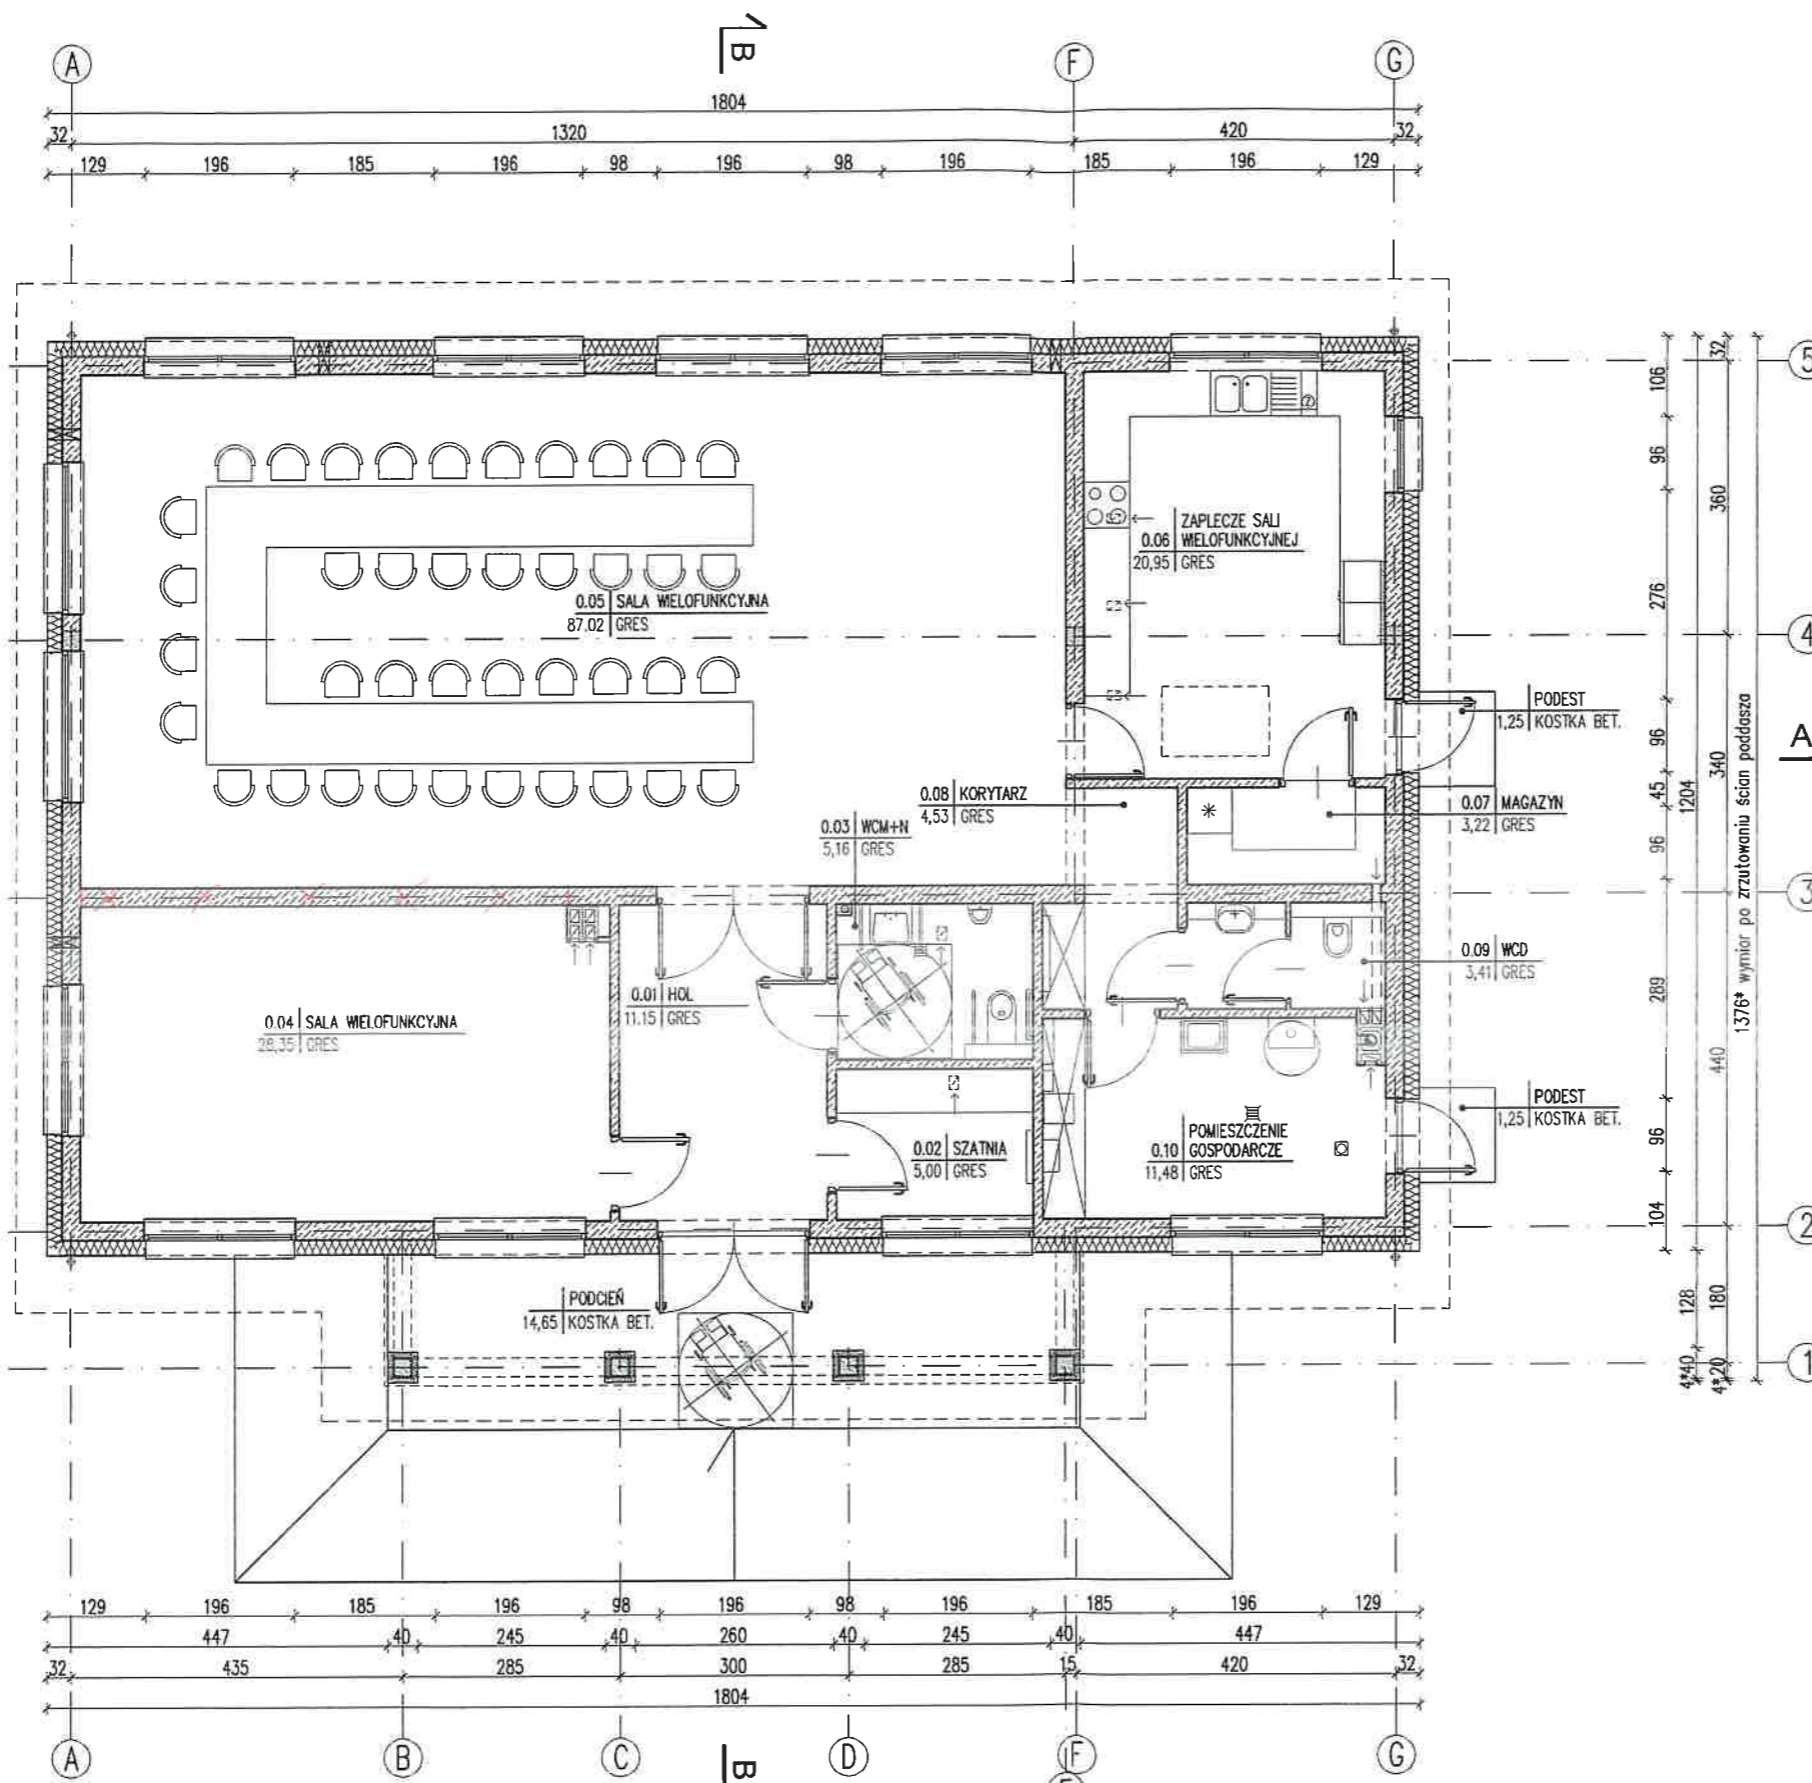 B
A F G
1804
32 1320 420 32
129 196 185 196 98 196 98 196 185 196 129
5
4
3
2
1
A
106 96 276 96 45 96 289 96 104
1204 128 4*40
32 360 340 440 180 4*20
1376* wymiar po zrzutowaniu ścian poddasza
ZAPLECZE SALI
0.06 WIELOFUNKCYJNEJ
20,95 GRES
0.05 SALA WIELOFUNKCYJNA
87,02 GRES
PODEST
1,25 KOSTKA BET.
0.08 KORYTARZ
4,53 GRES
0.07 MAGAZYN
3,22 GRES
0.03 WCM+N
5,16 GRES
0.09 WCD
3,41 GRES
0.01 HOL
11.15 GRES
0.04 SALA WIELOFUNKCYJNA
28,35 GRES
PODEST
1,25 KOSTKA BET.
0.02 SZATNIA
5,00 GRES
POMIESZCZENIE
0.10 GOSPODARCZE
11,48 GRES
PODCIEŃ
14,65 KOSTKA BET.
129 196 185 196 98 196 98 196 185 196 129
447 40 245 40 260 40 245 40 447
32 435 285 300 285 15 420 32
1804
A B C D F G
B